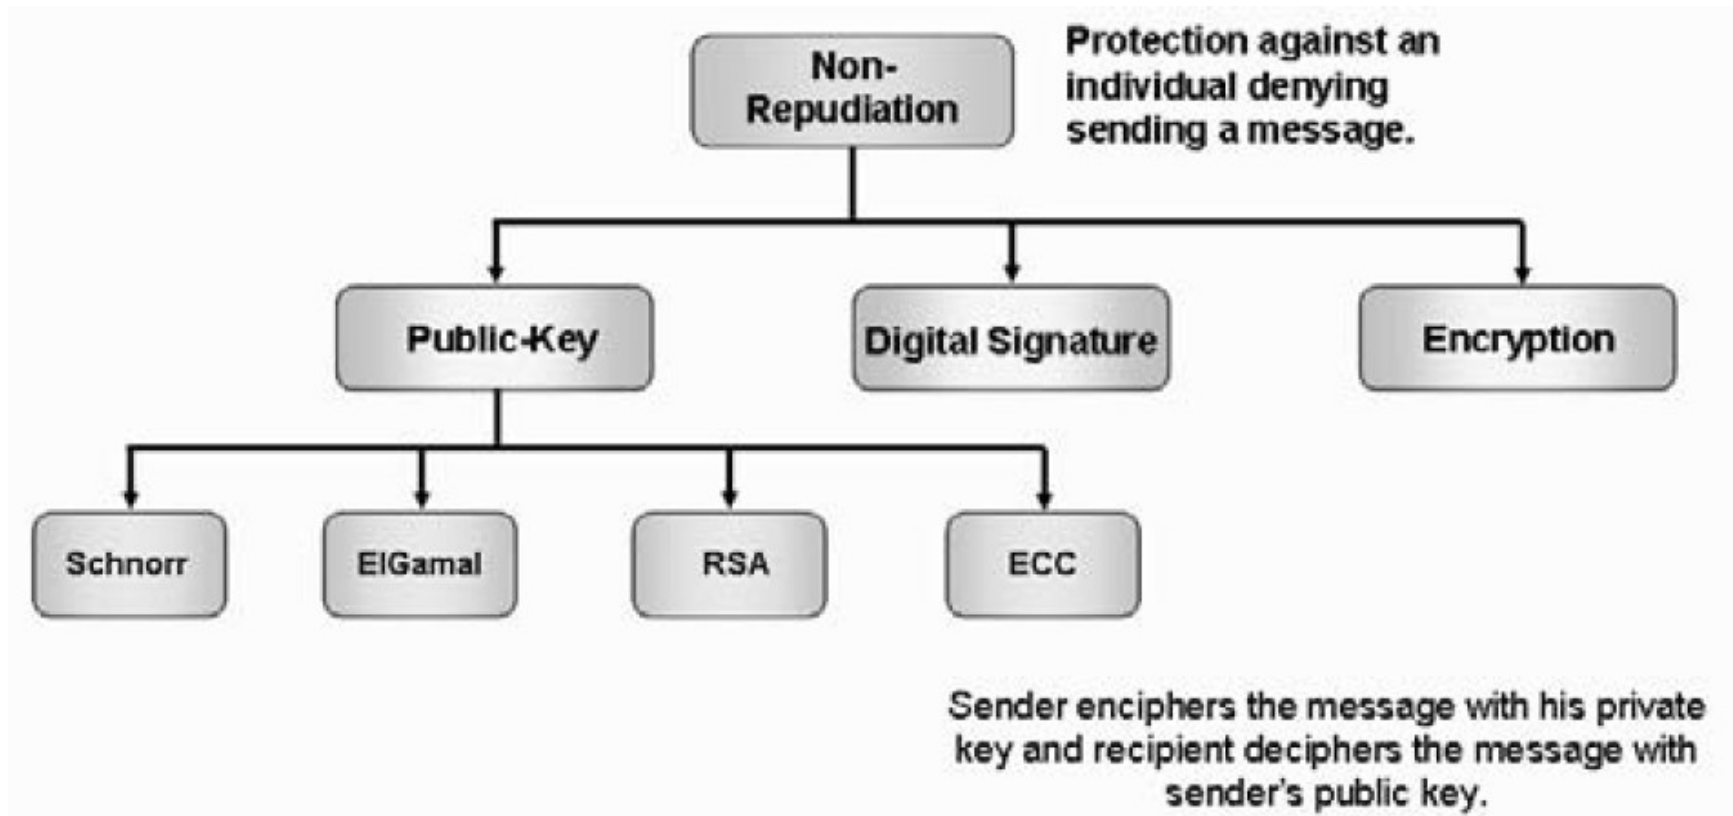 Non-
Repudiation
Protection against an
individual denying
sending a message.
Public-Key
Digital Signature
Encryption
Schnorr
ElGamal
RSA
ECC
Sender enciphers the message with his private
key and recipient deciphers the message with
sender's public key.